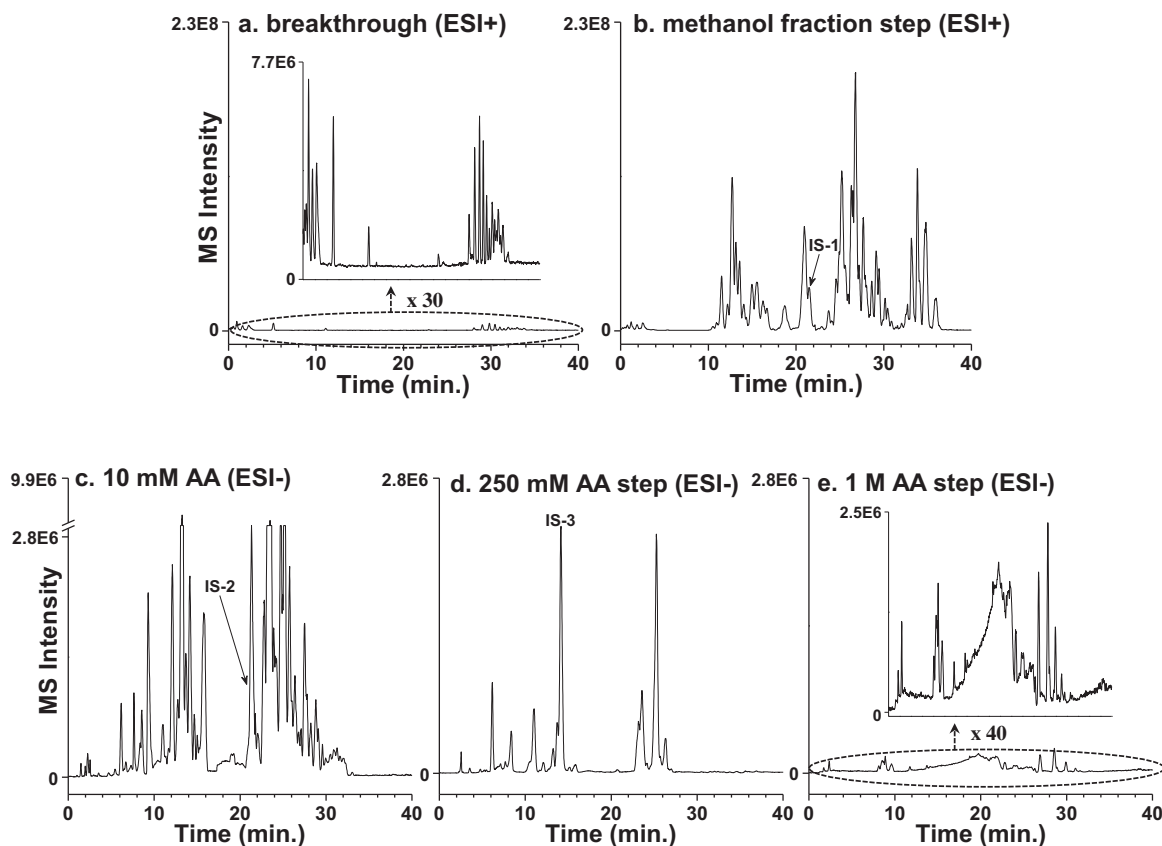 a. breakthrough (ESI+)
2.3E8
7.7E6
0
x 30
MS Intensity
0
0 10 20 30 40
Time (min.)
b. methanol fraction step (ESI+)
2.3E8
IS-1
0
0 10 20 30 40
Time (min.)
c. 10 mM AA (ESI-)
9.9E6
2.8E6
IS-2
MS Intensity
0
0 10 20 30 40
Time (min.)
d. 250 mM AA step (ESI-)
2.8E6
IS-3
0
0 10 20 30 40
Time (min.)
e. 1 M AA step (ESI-)
2.8E6
2.5E6
0
x 40
0
0 10 20 30 40
Time (min.)